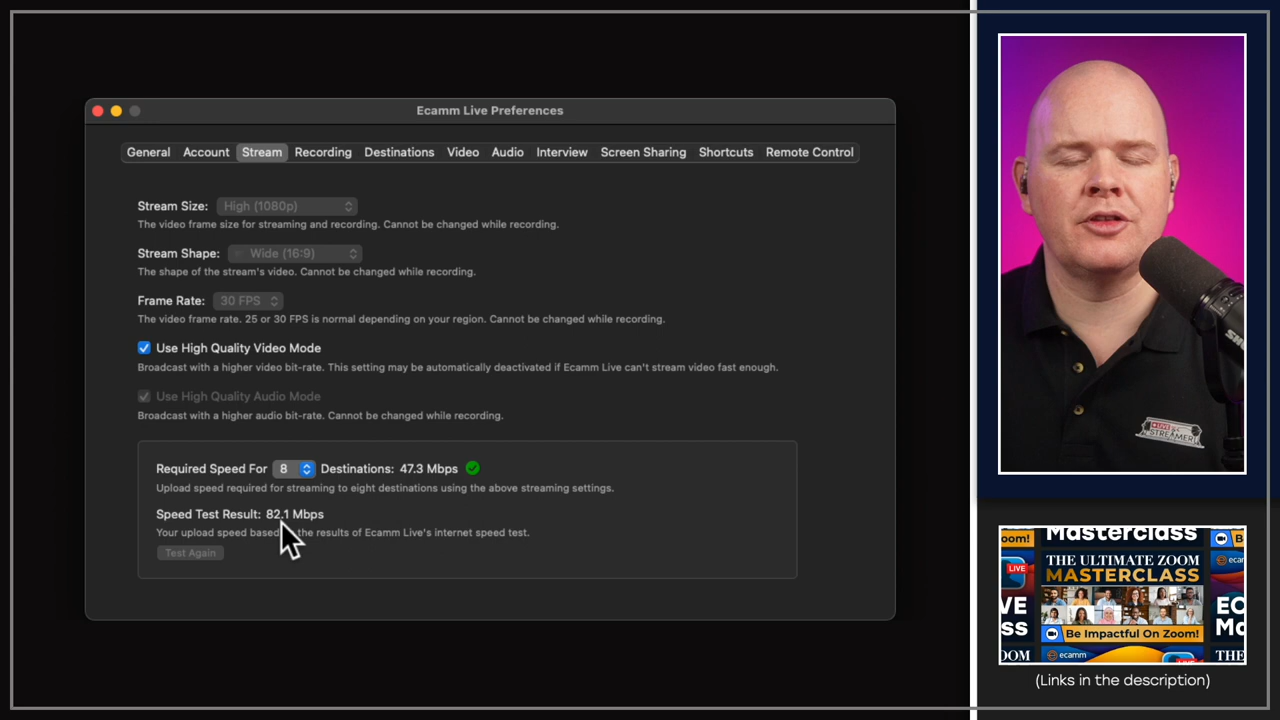 Ecamm Live Preferences
General Account Stream Recording Destinations Video Audio Interview Screen Sharing Shortcuts Remote Control
Stream Size: High (1080p)
The video frame size for streaming and recording. Cannot be changed while recording.
Stream Shape: Wide (16:9)
The shape of the stream's video. Cannot be changed while recording.
Frame Rate: 30 FPS
The video frame rate. 25 or 30 FPS is normal depending on your region. Cannot be changed while recording.
Use High Quality Video Mode
Broadcast with a higher video bit-rate. This setting may be automatically deactivated if Ecamm Live can't stream video fast enough.
Use High Quality Audio Mode
Broadcast with a higher audio bit-rate. Cannot be changed while recording.
Required Speed For 8 Destinations: 47.3 Mbps
Upload speed required for streaming to eight destinations using the above streaming settings.
Speed Test Result: 82.1 Mbps
Your upload speed based the results of Ecamm Live's internet speed test.
Test Again
STREAMER
Masterclass
THE ULTIMATE ZOOM
MASTERCLASS
LIVE
Be Impactful On Zoom!
ecamm
(Links in the description)